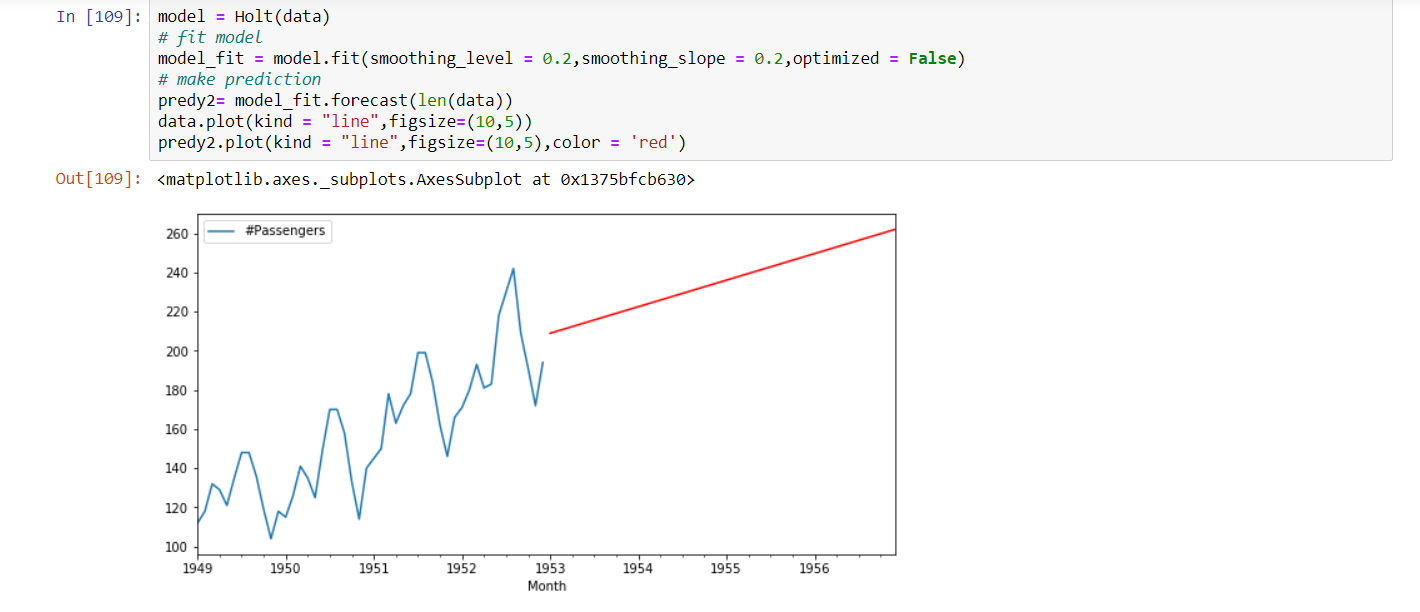 In [109]: model = Holt(data)
# fit model
model_fit = model.fit(smoothing_level = 0.2,smoothing_slope = 0.2,optimized = False)
# make prediction
predy2= model_fit.forecast(len(data))
data.plot(kind = "line",figsize=(10,5))
predy2.plot(kind = "line",figsize=(10,5),color = 'red')
Out[109]: <matplotlib.axes._subplots.AxesSubplot at 0x1375bfcb630>
#Passengers
260
240
220
200
180
160
140
120
100
1949 1950 1951 1952 1953 1954 1955 1956
Month